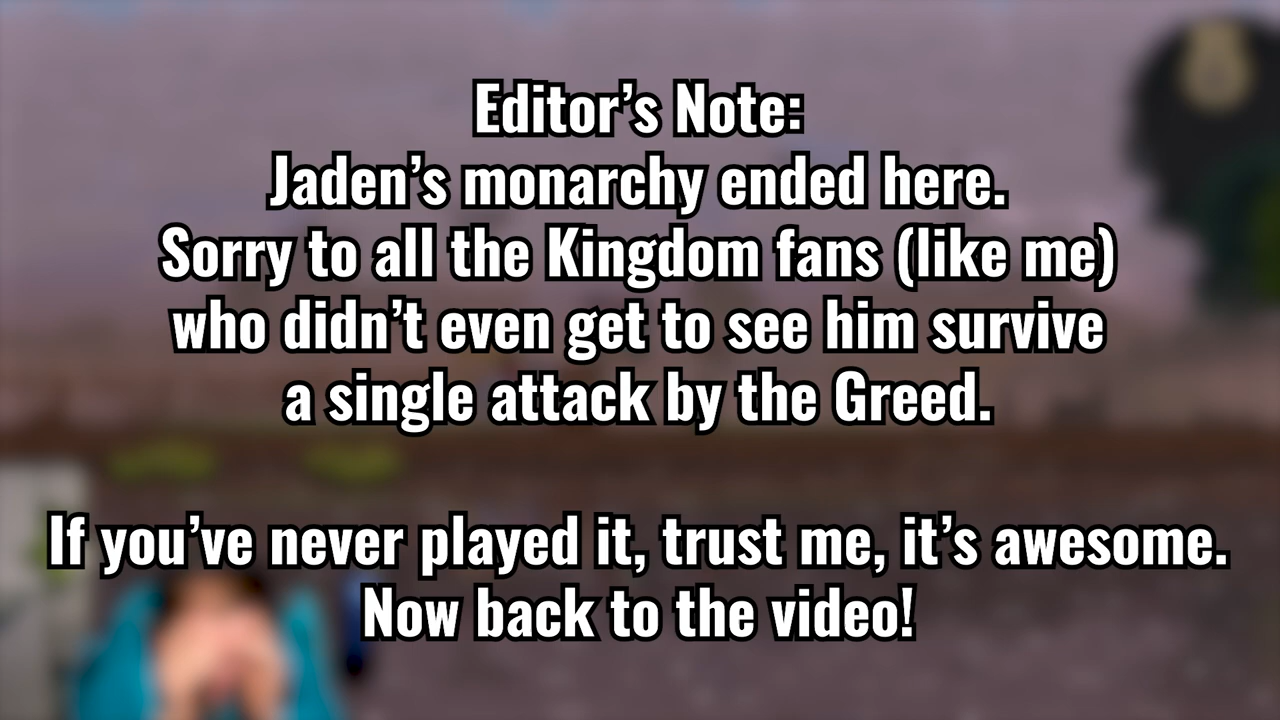 Editor’s Note:
Jaden’s monarchy ended here.
Sorry to all the Kingdom fans (like me)
who didn’t even get to see him survive
a single attack by the Greed.
If you’ve never played it, trust me, it’s awesome.
Now back to the video!